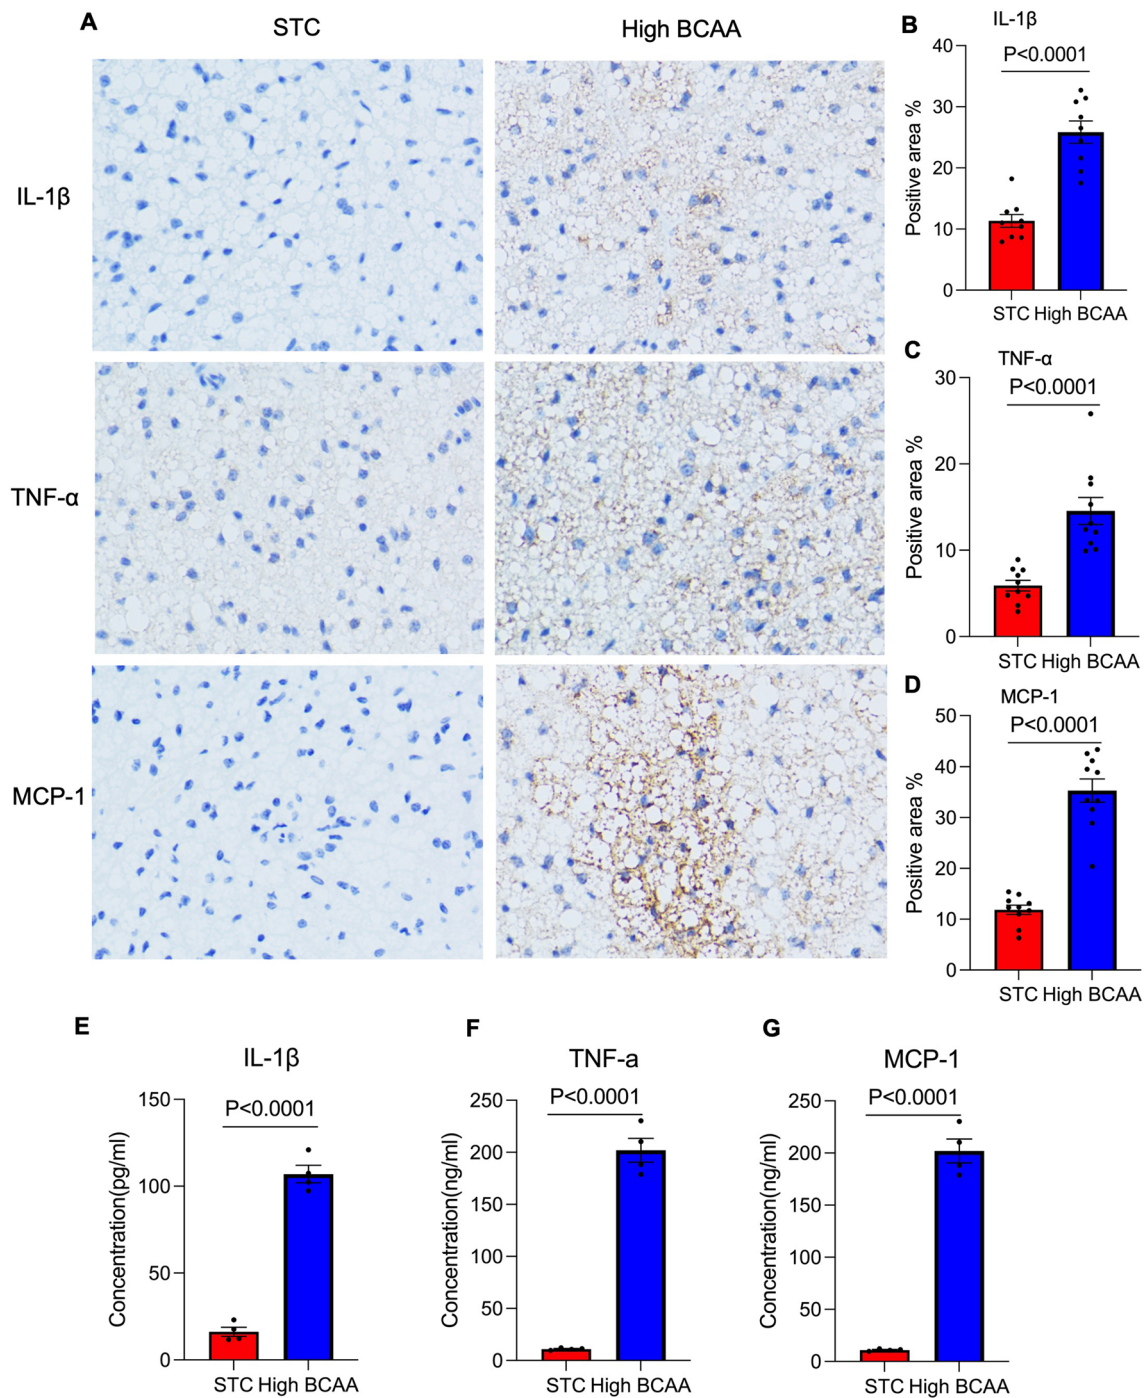 A
STC
High BCAA
IL-1β
TNF-α
MCP-1
B
IL-1β
P<0.0001
Positive area %
40
30
20
10
0
STC High BCAA
C
TNF-α
P<0.0001
Positive area %
30
20
10
0
STC High BCAA
D
MCP-1
P<0.0001
Positive area %
50
40
30
20
10
0
STC High BCAA
E
IL-1β
P<0.0001
Concentration(pg/ml)
150
100
50
0
STC High BCAA
F
TNF-a
P<0.0001
Concentration(ng/ml)
250
200
150
100
50
0
STC High BCAA
G
MCP-1
P<0.0001
Concentration(ng/ml)
250
200
150
100
50
0
STC High BCAA